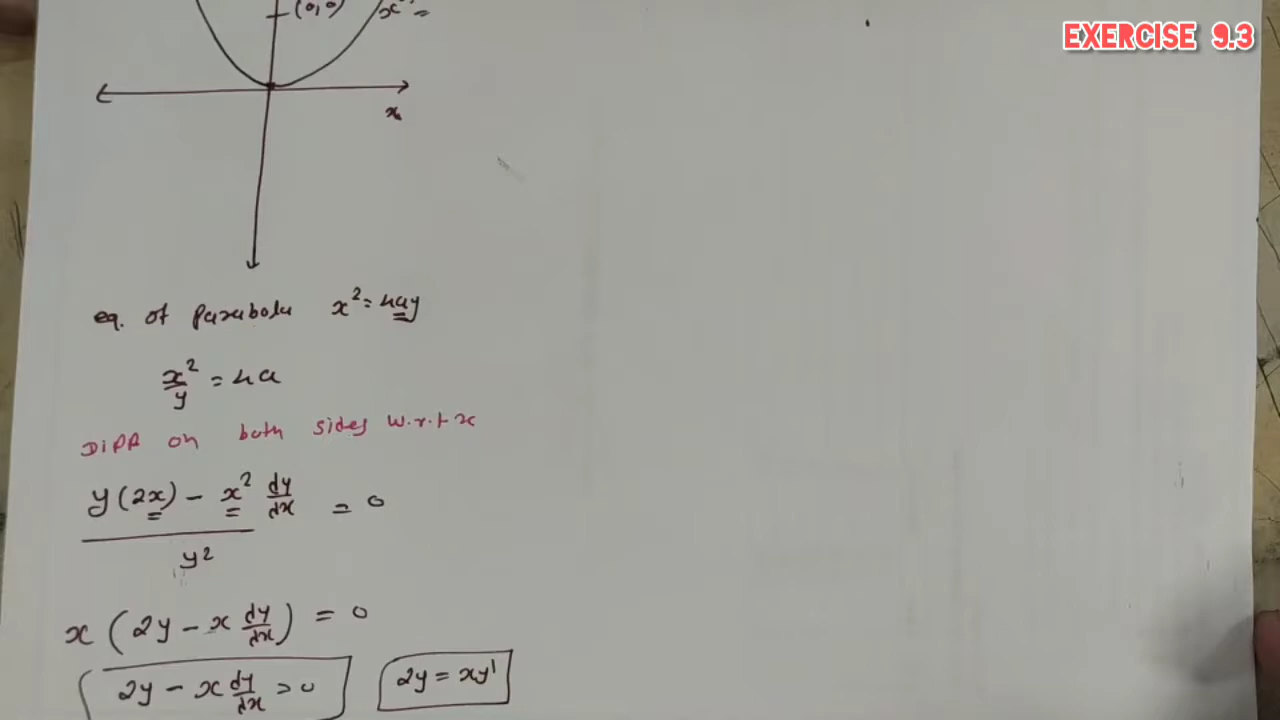 EXERCISE 9.3
(0,0)
x
eq. of parabola x² = 4ay
x²/y = 4a
Diff on both sides w.r.t x
(y(2x) - x² dy/dx) / y² = 0
x (2y - x dy/dx) = 0
2y - x dy/dx = 0 2y = xy'